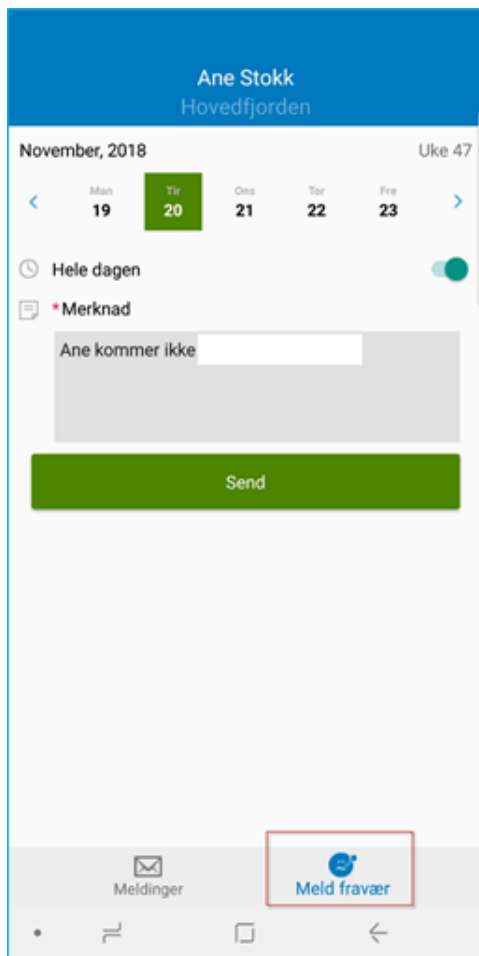 Ane Stokk
Hovedfjorden
November, 2018 Uke 47
Man Tir Ons Tor Fre
19 20 21 22 23
Hele dagen
*Merknad
Ane kommer ikke
Send
Meldinger Meld fravær